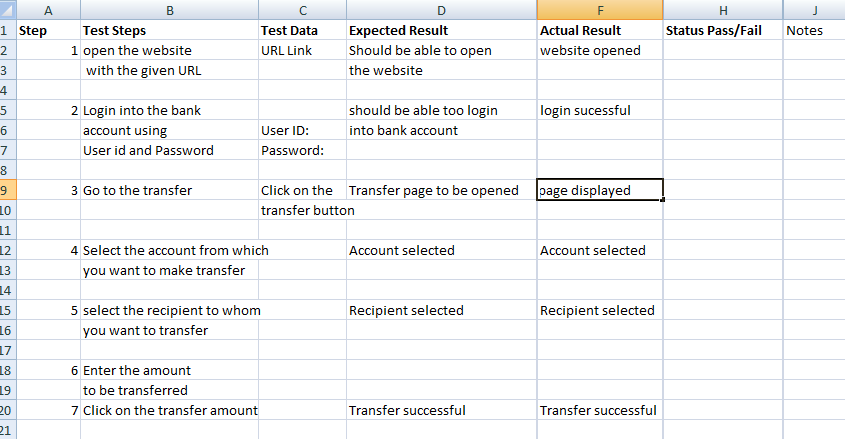 A B C D F H J
1 Step Test Steps Test Data Expected Result Actual Result Status Pass/Fail Notes
2 1 open the website URL Link Should be able to open website opened
3 with the given URL the website
4
5 2 Login into the bank should be able too login login sucessful
6 account using User ID: into bank account
7 User id and Password Password:
8
9 3 Go to the transfer Click on the Transfer page to be opened page displayed
10 transfer button
11
12 4 Select the account from which Account selected Account selected
13 you want to make transfer
14
15 5 select the recipient to whom Recipient selected Recipient selected
16 you want to transfer
17
18 6 Enter the amount
19 to be transferred
20 7 Click on the transfer amount Transfer successful Transfer successful
21